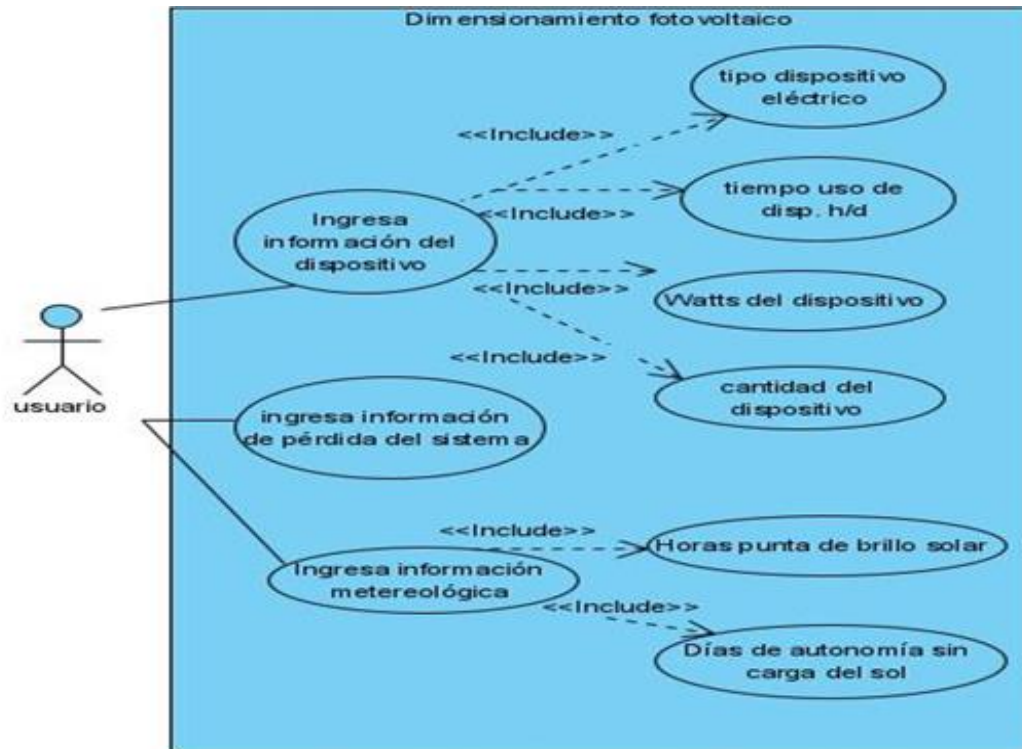 Dimensionamiento fotovoltaico
tipo dispositivo
eléctrico
<<Include>>
tiempo uso de
disp. h/d
<<Include>>
Ingresa
información del
dispositivo
<<Include>>
Watts del dispositivo
<<Include>>
cantidad del
dispositivo
usuario
ingresa información
de pérdida del sistema
<<Include>>
Horas punta de brillo solar
Ingresa información
metereológica
<<Include>>
Días de autonomía sin
carga del sol